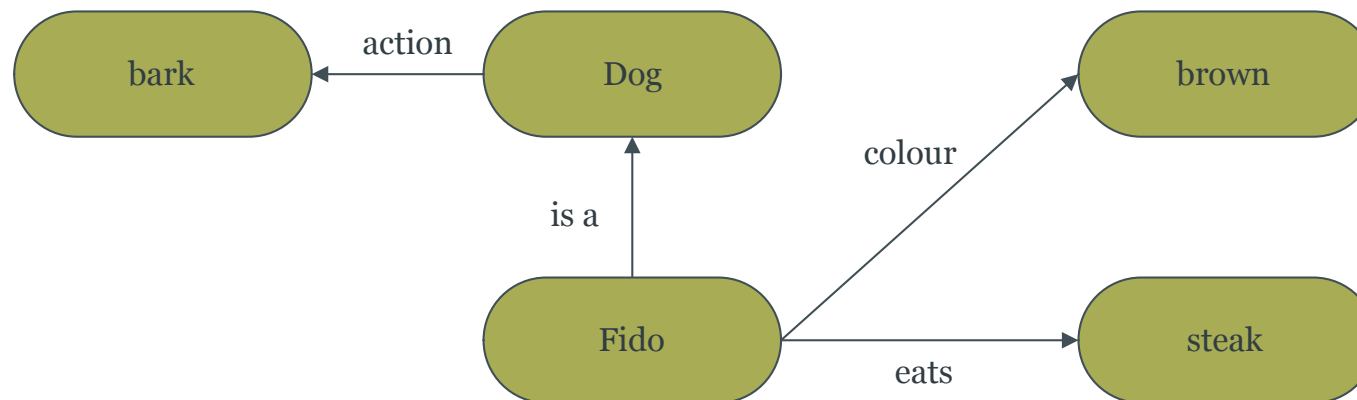 action
bark
Dog
brown
colour
is a
Fido
steak
eats